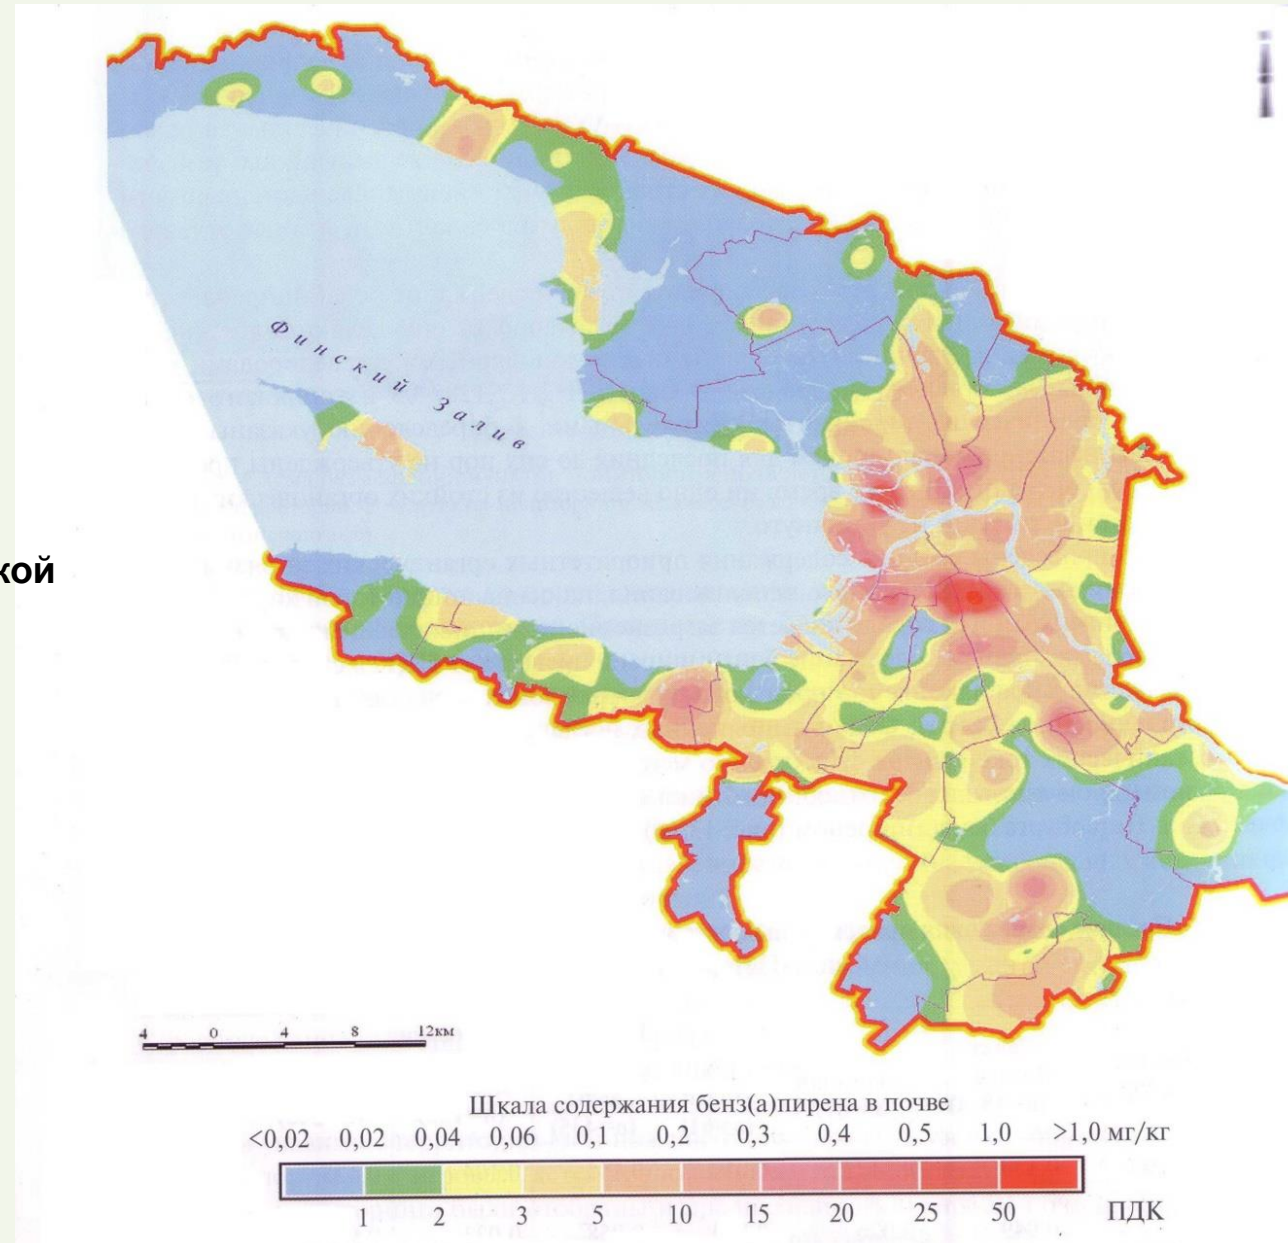 Финский Залив
кой
4 0 4 8 12км
Шкала содержания бенз(а)пирена в почве
<0,02 0,02 0,04 0,06 0,1 0,2 0,3 0,4 0,5 1,0 >1,0 мг/кг
1 2 3 5 10 15 20 25 50 ПДК